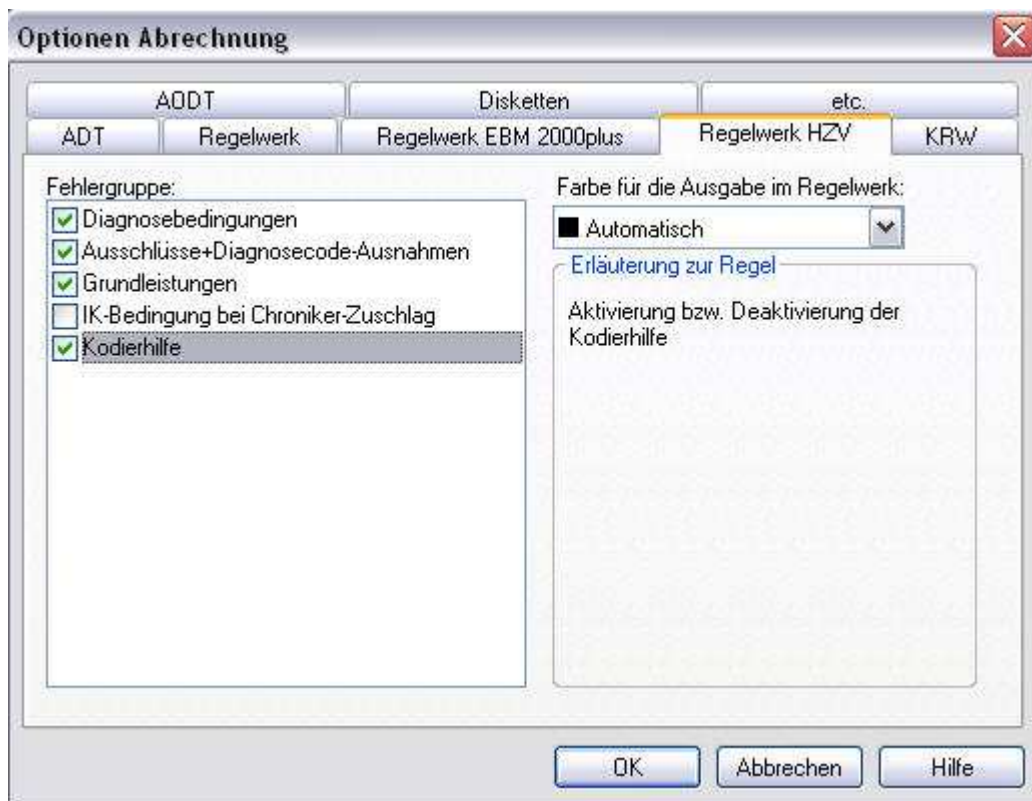 Optionen Abrechnung
AODT
Disketten
etc.
ADT
Regelwerk
Regelwerk EBM 2000plus
Regelwerk HZV
KRW
Fehlergruppe:
Diagnosebedingungen
Ausschlüsse+Diagnosecode-Ausnahmen
Grundleistungen
IK-Bedingung bei Chroniker-Zuschlag
Kodierhilfe
Farbe für die Ausgabe im Regelwerk:
Automatisch
Erläuterung zur Regel
Aktivierung bzw. Deaktivierung der
Kodierhilfe
OK
Abbrechen
Hilfe